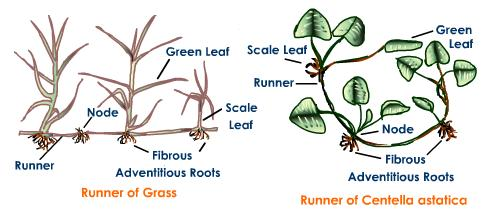 Green Leaf
Node
Scale
Leaf
Runner
Fibrous
Adventitious Roots
Runner of Grass
Green
Leaf
Scale Leaf
Runner
Node
Fibrous
Adventitious Roots
Runner of Centella astatica